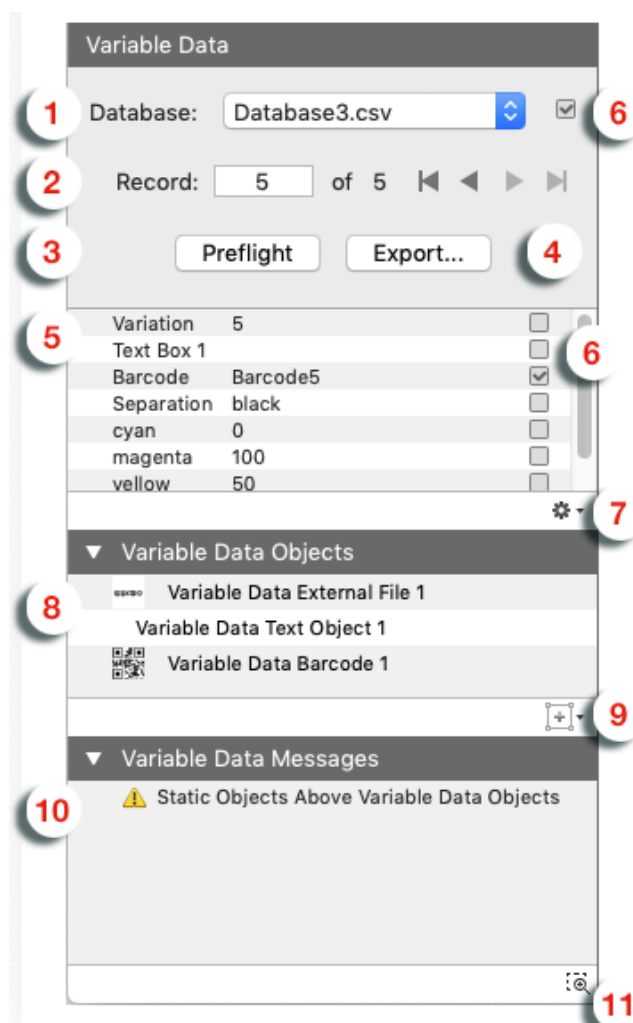 Variable Data
1 Database: Database3.csv 6
2 Record: 5 of 5
3 Preflight Export... 4
5 Variation 5
Text Box 1 6
Barcode Barcode5
Separation black
cyan 0
magenta 100
yellow 50
7
Variable Data Objects
8 Variable Data External File 1
Variable Data Text Object 1
Variable Data Barcode 1
9
Variable Data Messages
10 Static Objects Above Variable Data Objects
11